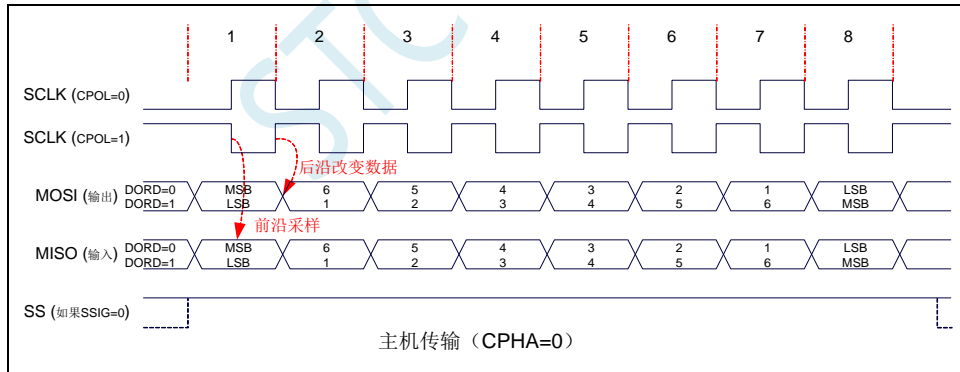 STC
1 2 3 4 5 6 7 8
SCLK (CPOL=0)
SCLK (CPOL=1)
后沿改变数据
MOSI (输出) DORD=0 MSB 6 5 4 3 2 1 LSB
DORD=1 LSB 1 2 3 4 5 6 MSB
前沿采样
MISO (输入) DORD=0 MSB 6 5 4 3 2 1 LSB
DORD=1 LSB 1 2 3 4 5 6 MSB
SS (如果SSIG=0)
主机传输（CPHA=0）